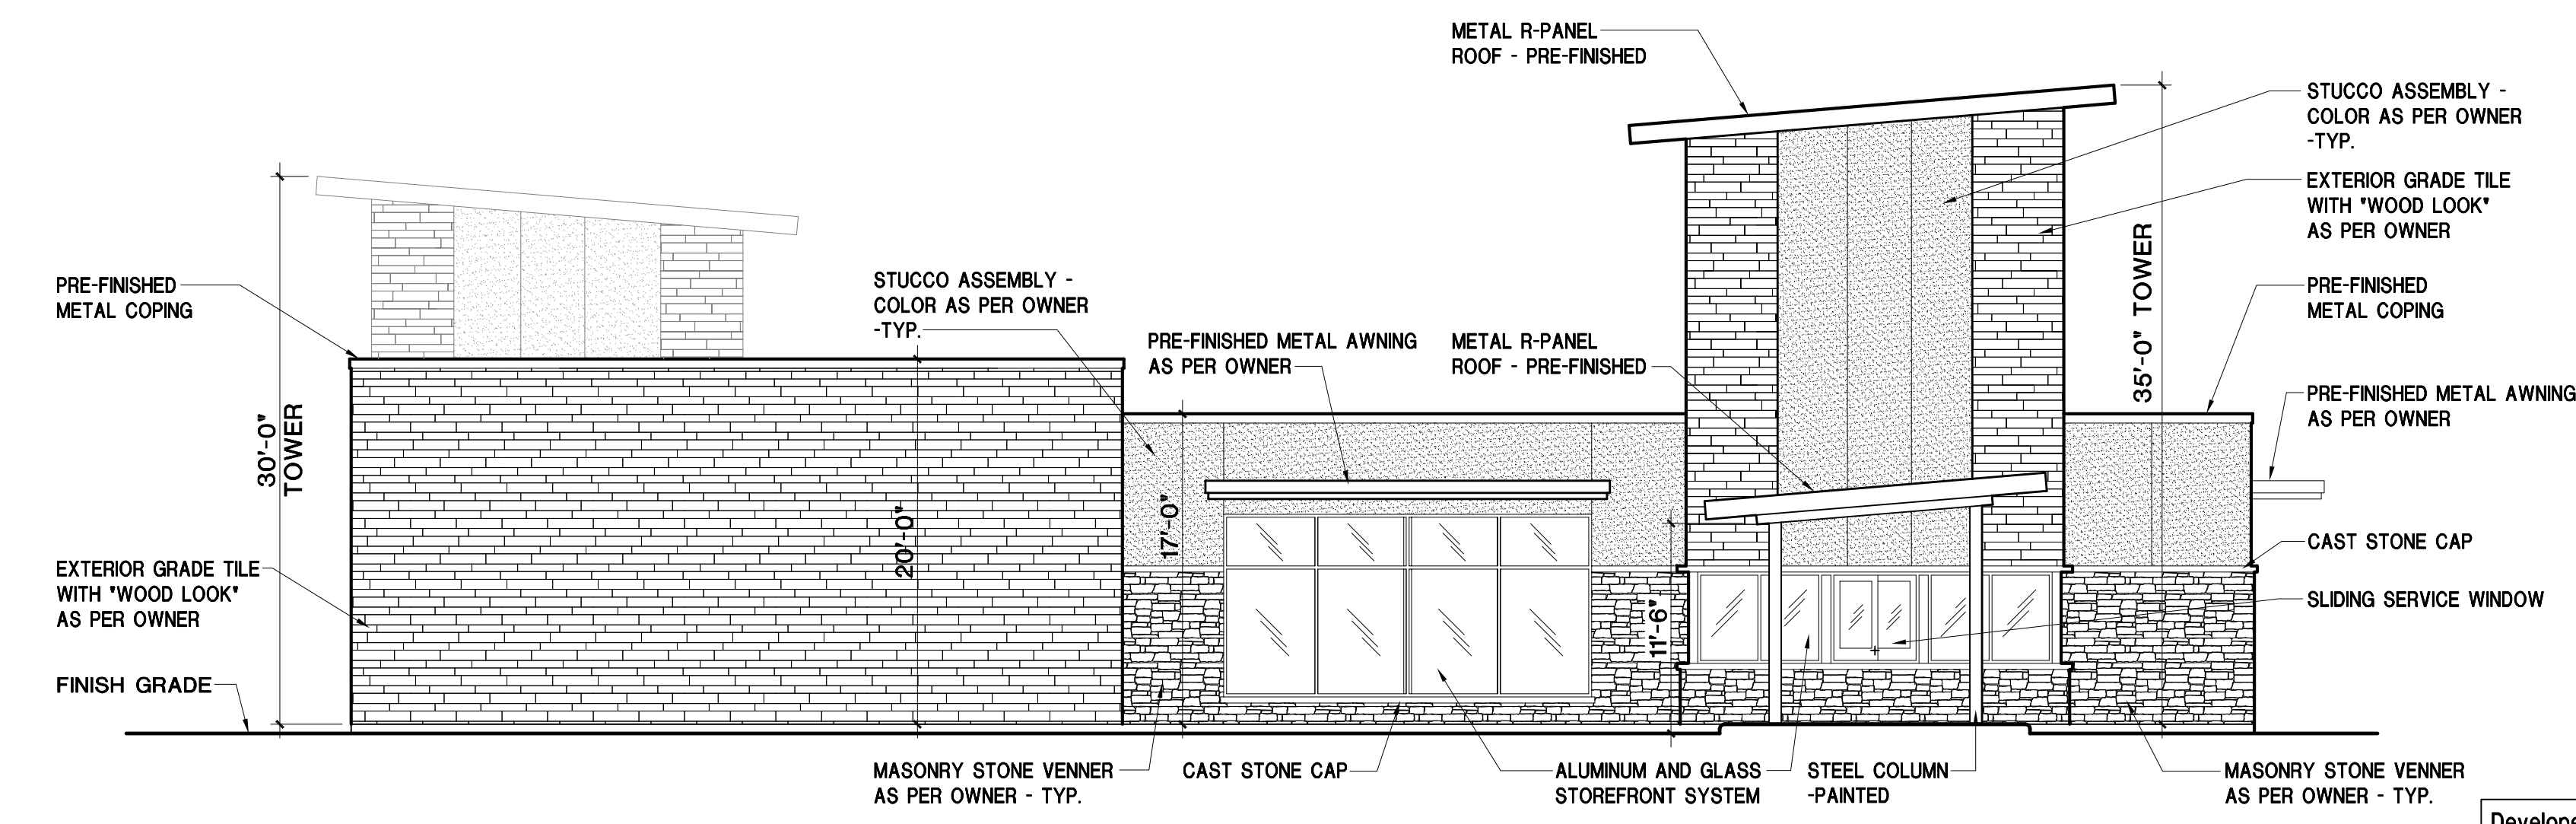 METAL R-PANEL
ROOF - PRE-FINISHED
STUCCO ASSEMBLY -
COLOR AS PER OWNER
-TYP.
EXTERIOR GRADE TILE
WITH "WOOD LOOK"
AS PER OWNER
35'-0" TOWER
PRE-FINISHED
METAL COPING
STUCCO ASSEMBLY -
COLOR AS PER OWNER
-TYP.
PRE-FINISHED METAL AWNING
AS PER OWNER
METAL R-PANEL
ROOF - PRE-FINISHED
PRE-FINISHED
METAL COPING
PRE-FINISHED METAL AWNING
AS PER OWNER
30'-0"
TOWER
20'-0"
17'-0"
11'-6"
EXTERIOR GRADE TILE
WITH "WOOD LOOK"
AS PER OWNER
CAST STONE CAP
SLIDING SERVICE WINDOW
FINISH GRADE
MASONRY STONE VENNER
AS PER OWNER - TYP.
CAST STONE CAP
ALUMINUM AND GLASS
STOREFRONT SYSTEM
STEEL COLUMN
-PAINTED
MASONRY STONE VENNER
AS PER OWNER - TYP.